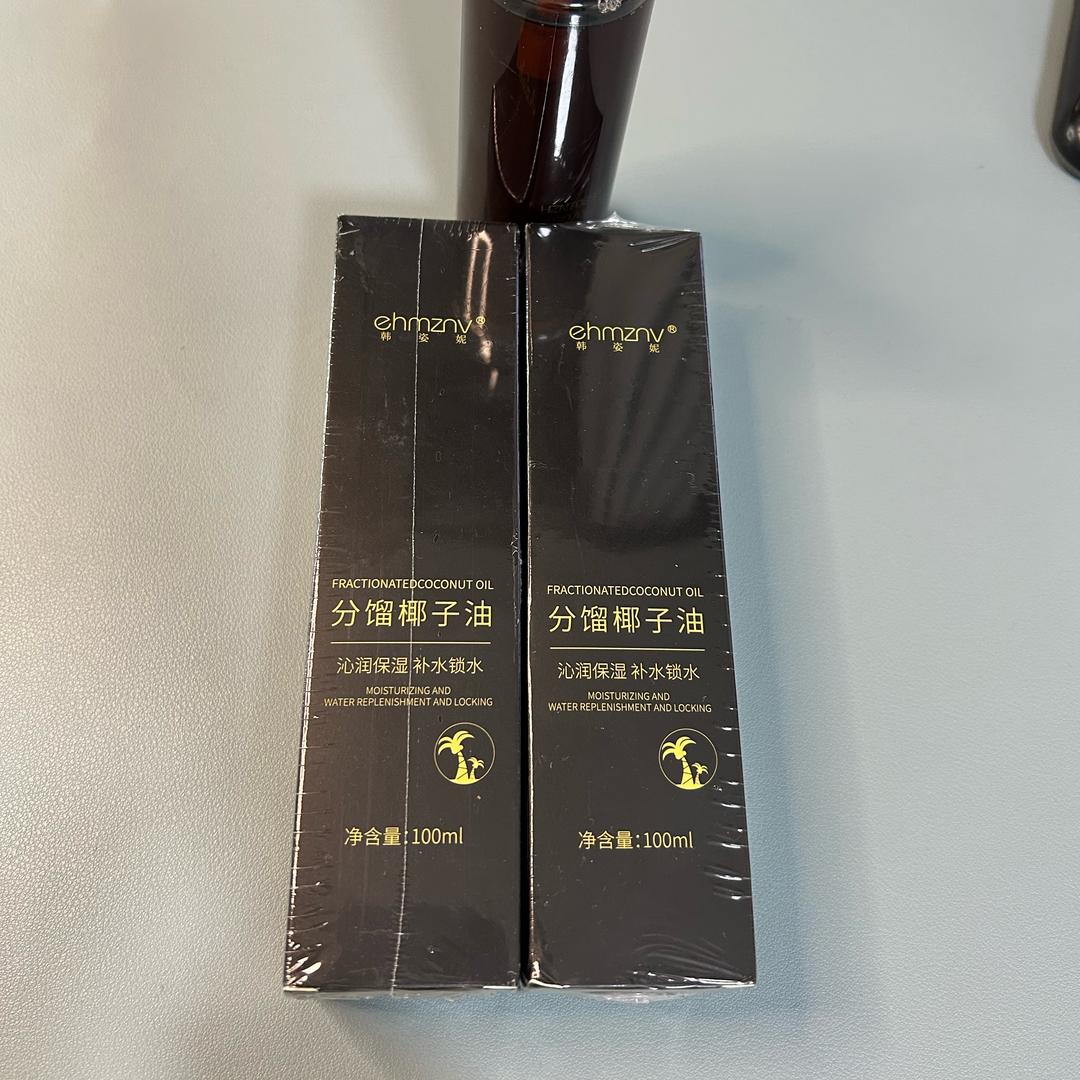 ehmznv®
韩姿妮
FRACTIONATEDCOCONUT OIL
分馏椰子油
沁润保湿 补水锁水
MOISTURIZING AND
WATER REPLENISHMENT AND LOCKING
净含量:100ml
ehmznv®
韩姿妮
FRACTIONATEDCOCONUT OIL
分馏椰子油
沁润保湿 补水锁水
MOISTURIZING AND
WATER REPLENISHMENT AND LOCKING
净含量:100ml